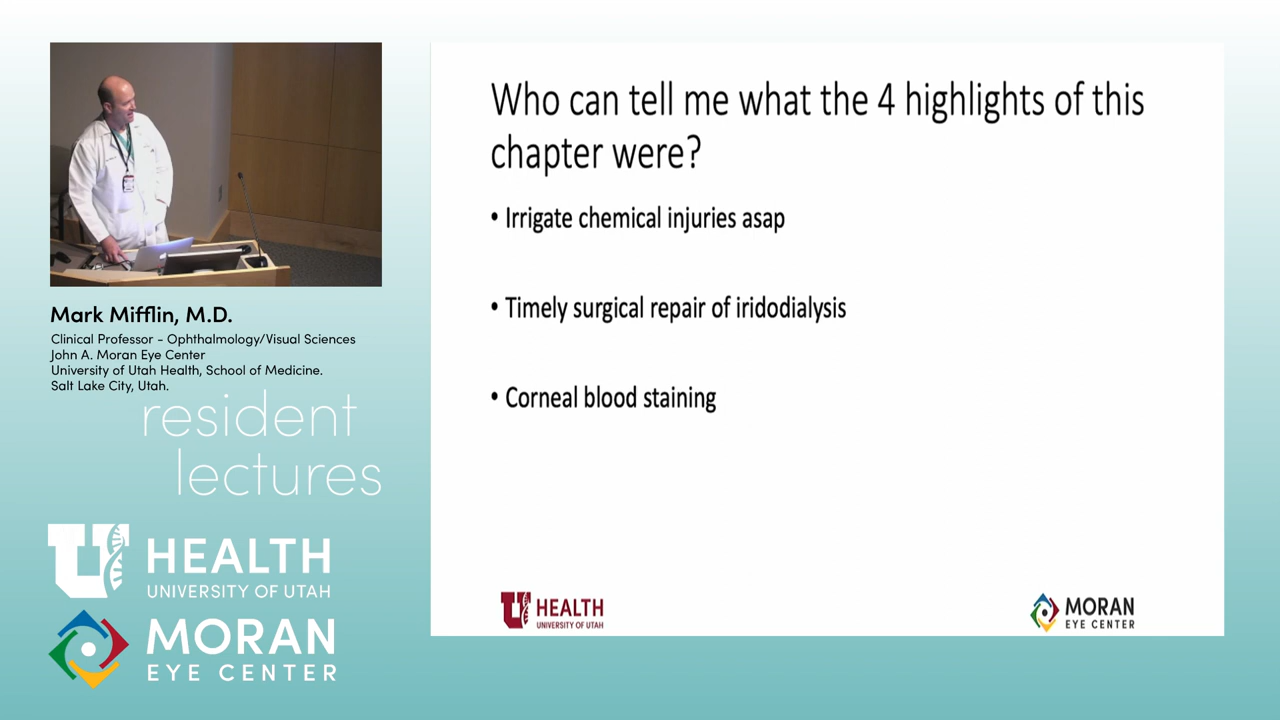 Who can tell me what the 4 highlights of this
chapter were?
• Irrigate chemical injuries asap
• Timely surgical repair of iridodialysis
• Corneal blood staining
Mark Mifflin, M.D.
Clinical Professor - Ophthalmology/Visual Sciences
John A. Moran Eye Center
University of Utah Health, School of Medicine.
Salt Lake City, Utah.
resident
lectures
U HEALTH
UNIVERSITY OF UTAH
MORAN
EYE CENTER
U HEALTH
UNIVERSITY OF UTAH
MORAN
EYE CENTER